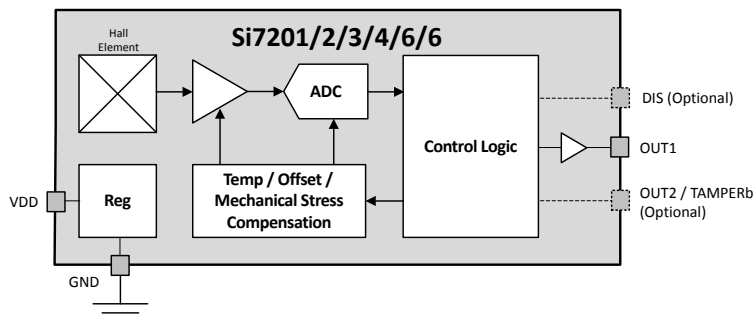 Si7201/2/3/4/6/6
Hall
Element
ADC
Control Logic
DIS (Optional)
OUT1
OUT2 / TAMPERb
(Optional)
Temp / Offset /
Mechanical Stress
Compensation
Reg
VDD
GND